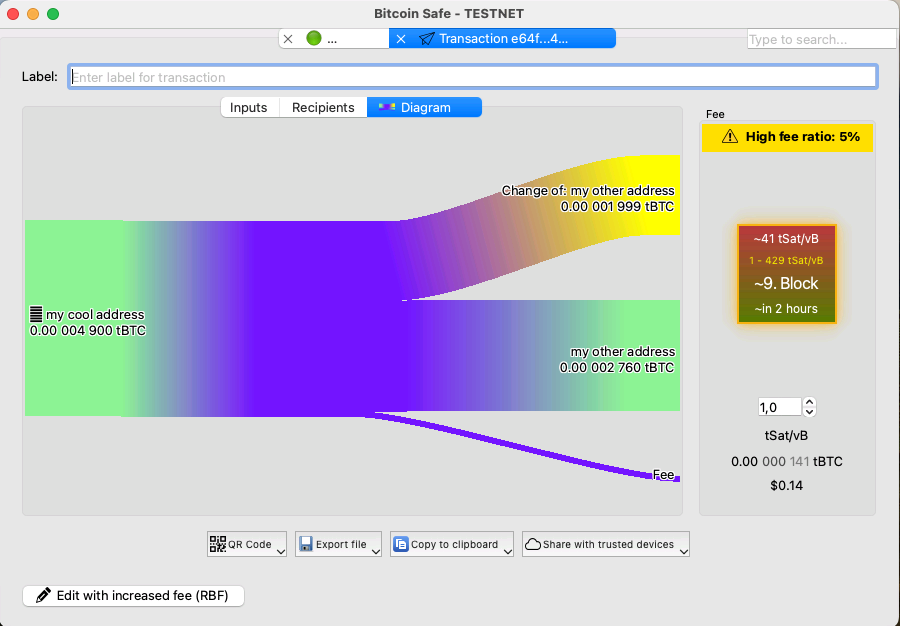 Bitcoin Safe - TESTNET
...
Transaction e64f...4...
Type to search...
Label:
Enter label for transaction
Inputs
Recipients
Diagram
Fee
High fee ratio: 5%
Change of: my other address
0.00 001 999 tBTC
my cool address
0.00 004 900 tBTC
my other address
0.00 002 760 tBTC
Fee
~41 tSat/vB
1 - 429 tSat/vB
~9. Block
~in 2 hours
1,0
tSat/vB
0.00 000 141 tBTC
$0.14
QR Code
Export file
Copy to clipboard
Share with trusted devices
Edit with increased fee (RBF)